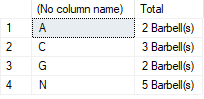 (No column name) Total
1 A 2 Barbell(s)
2 C 3 Barbell(s)
3 G 2 Barbell(s)
4 N 5 Barbell(s)